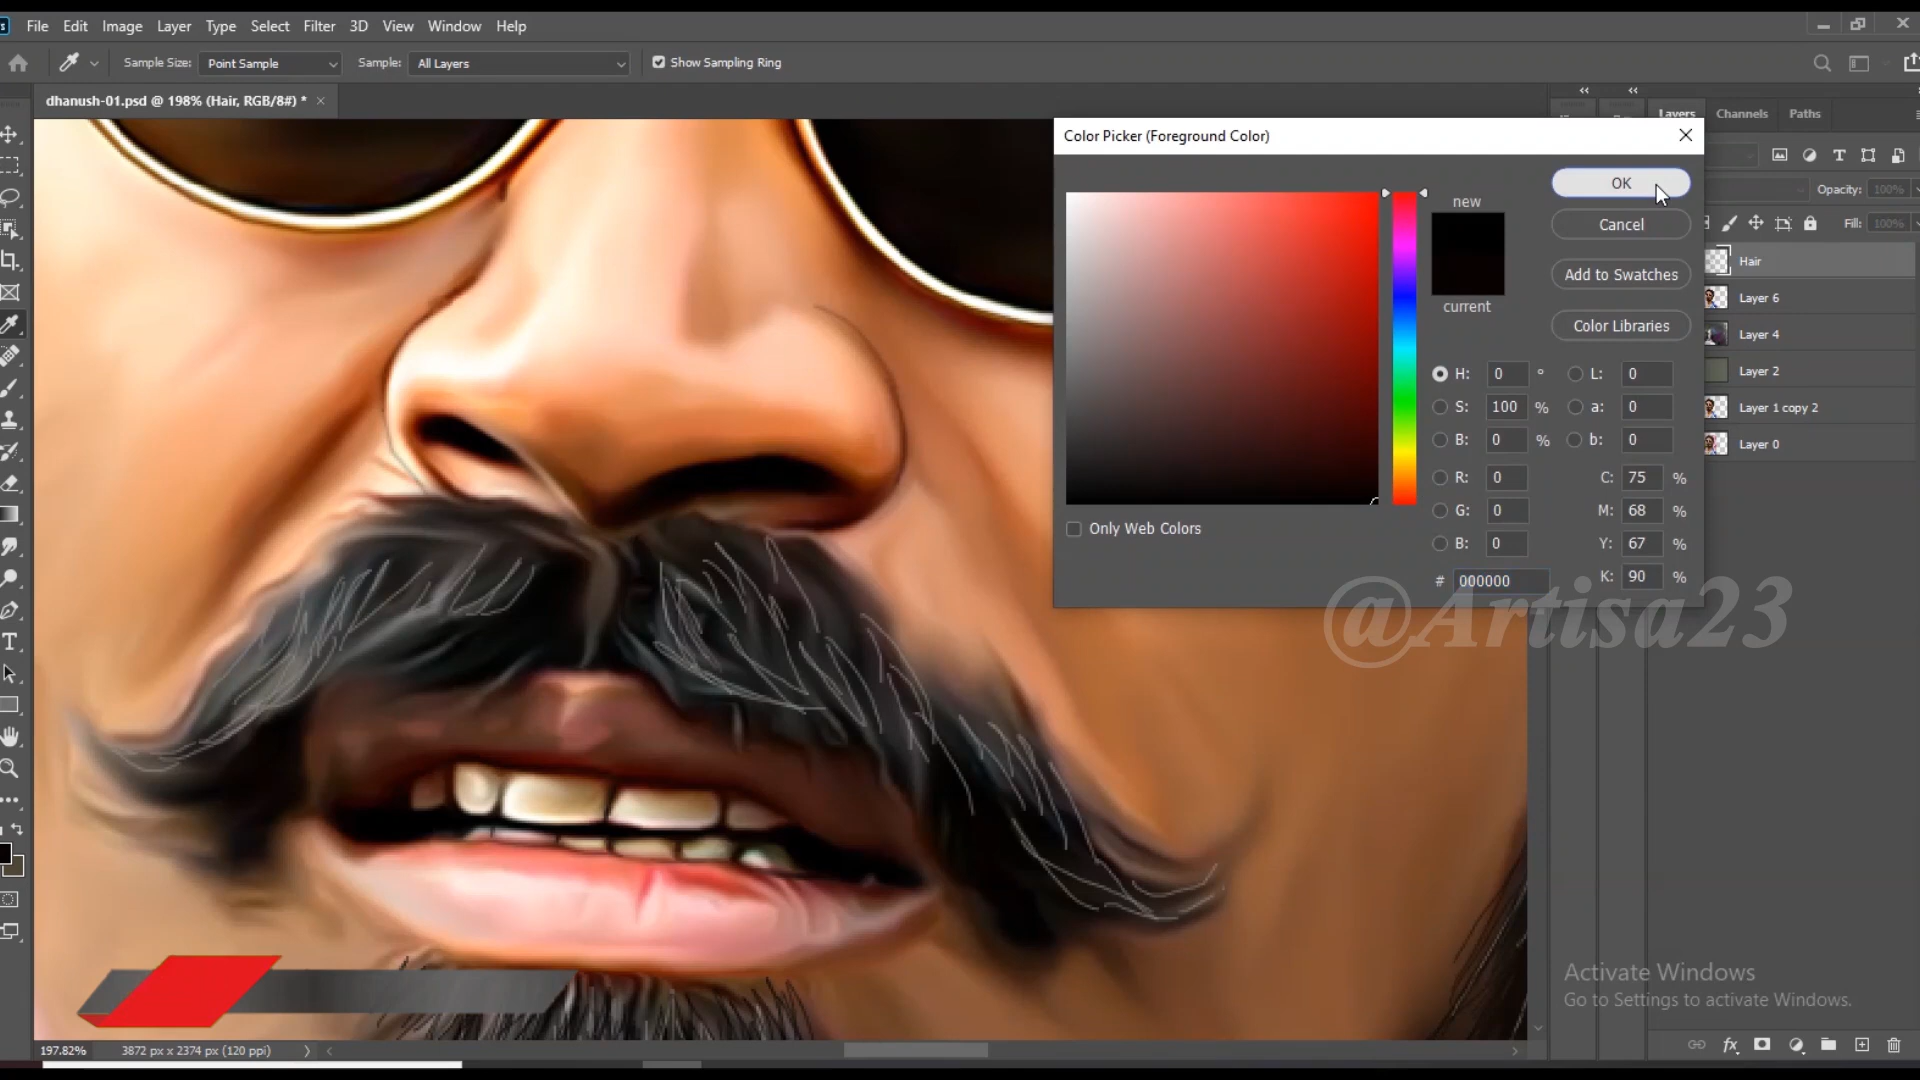 File Edit Image Layer Type Select Filter 3D View Window Help
Sample Size: Point Sample Sample: All Layers Show Sampling Ring
dhanush-01.psd @ 198% (Hair, RGB/8#) * ×
Layers Channels Paths
Color Picker (Foreground Color)
OK
Cancel
Add to Swatches
Color Libraries
new
current
H: 0 °
S: 100 %
B: 0 %
R: 0
G: 0
B: 0
L: 0
a: 0
b: 0
C: 75 %
M: 68 %
Y: 67 %
K: 90 %
# 000000
Only Web Colors
Opacity: 100%
Fill: 100%
Hair
Layer 6
Layer 4
Layer 2
Layer 1 copy 2
Layer 0
@Artisa23
Activate Windows
Go to Settings to activate Windows.
197.82% 3872 px x 2374 px (120 ppi)